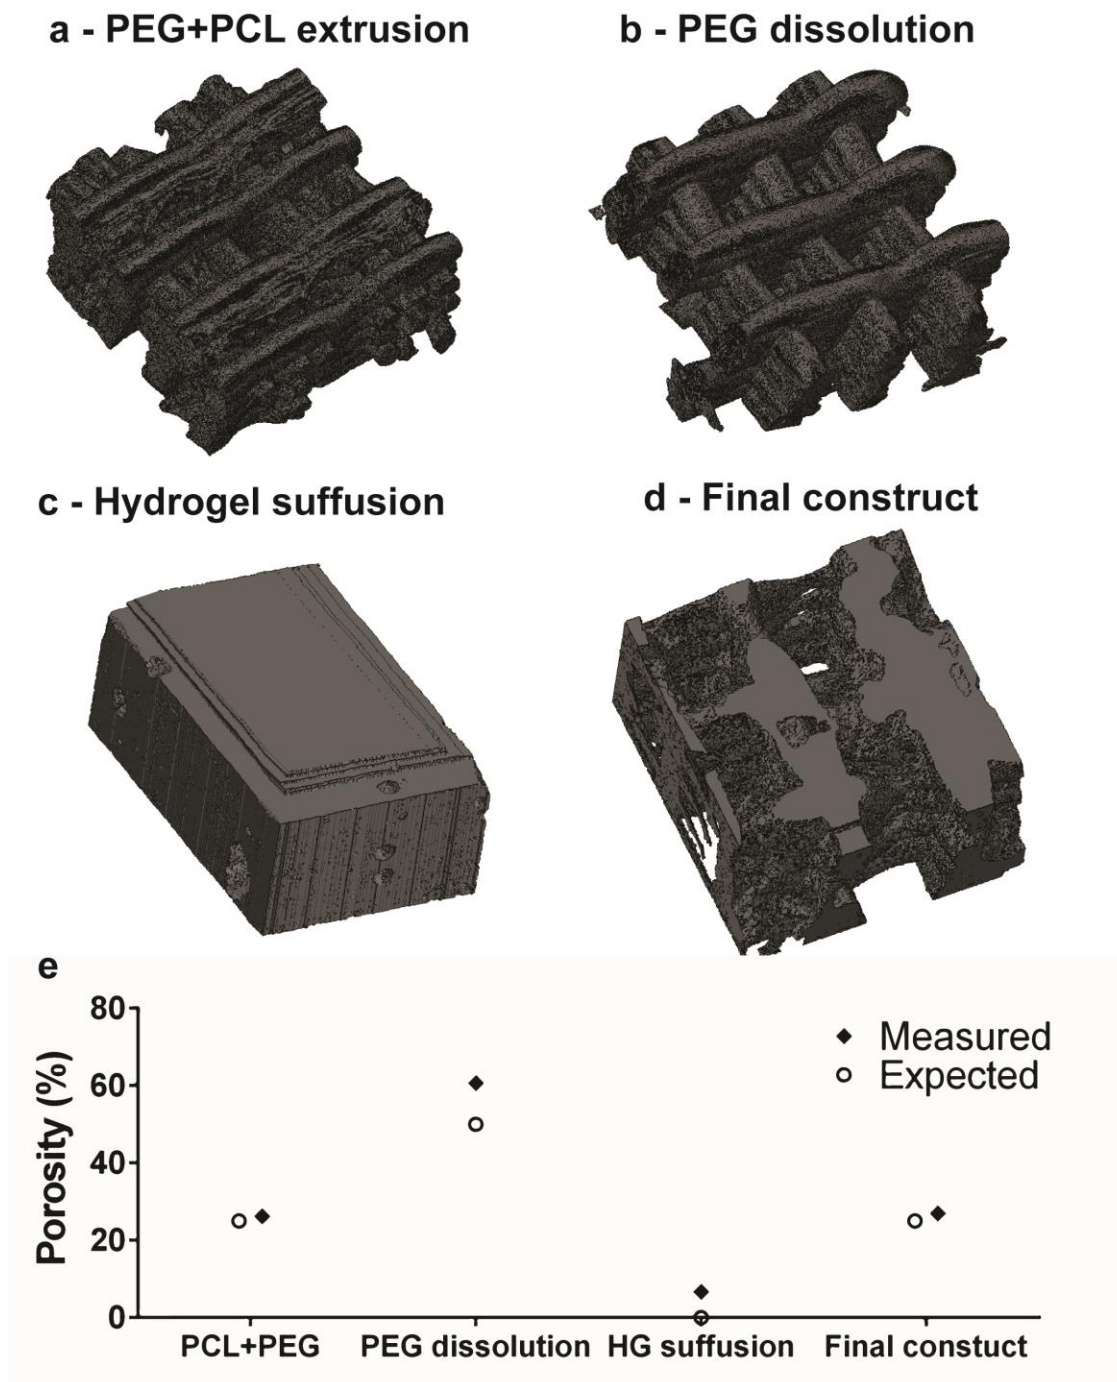 a - PEG+PCL extrusion
b - PEG dissolution
c - Hydrogel suffusion
d - Final construct
e
Porosity (%)
80
60
40
20
0
Measured
Expected
PCL+PEG
PEG dissolution
HG suffusion
Final constuct